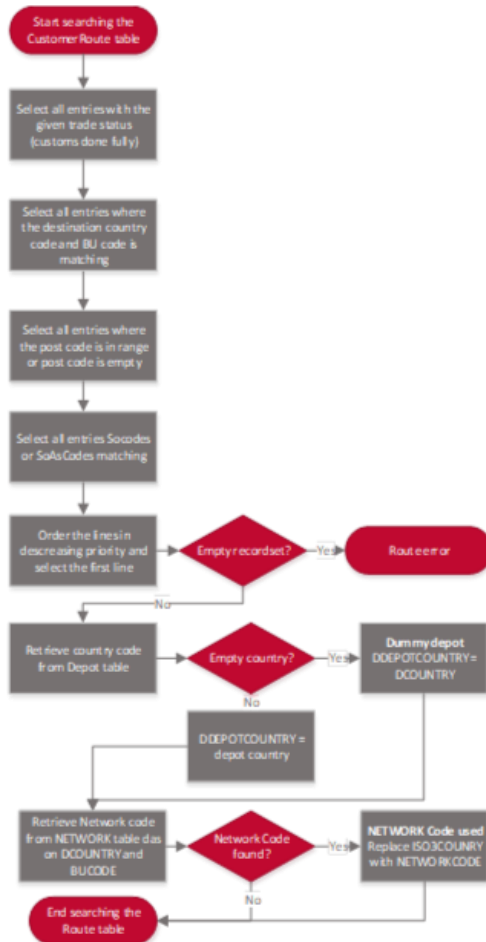 Start searching the
CustomerRoute table
Select all entries with the
given trade status
(customs done fully)
Select all entries where
the destination country
code and BU code is
matching
Select all entries where
the post code is in range
or post code is empty
Select all entries Socodes
or SoAsCodes matching
Order the lines in
descreasing priority and
select the first line
Empty recordset?
Yes
Route error
No
Retrieve country code
from Depot table
Empty country?
Yes
Dummy depot
DDEPOTCOUNTRY =
DCOUNTRY
No
DDEPOTCOUNTRY =
depot country
Retrieve Network code
from NETWORK table das
on DCOUNTRY and
BUCODE
Network Code
found?
Yes
NETWORK Code used
Replace ISO3COUNRY
with NETWORKCODE
No
End searching the
Route table